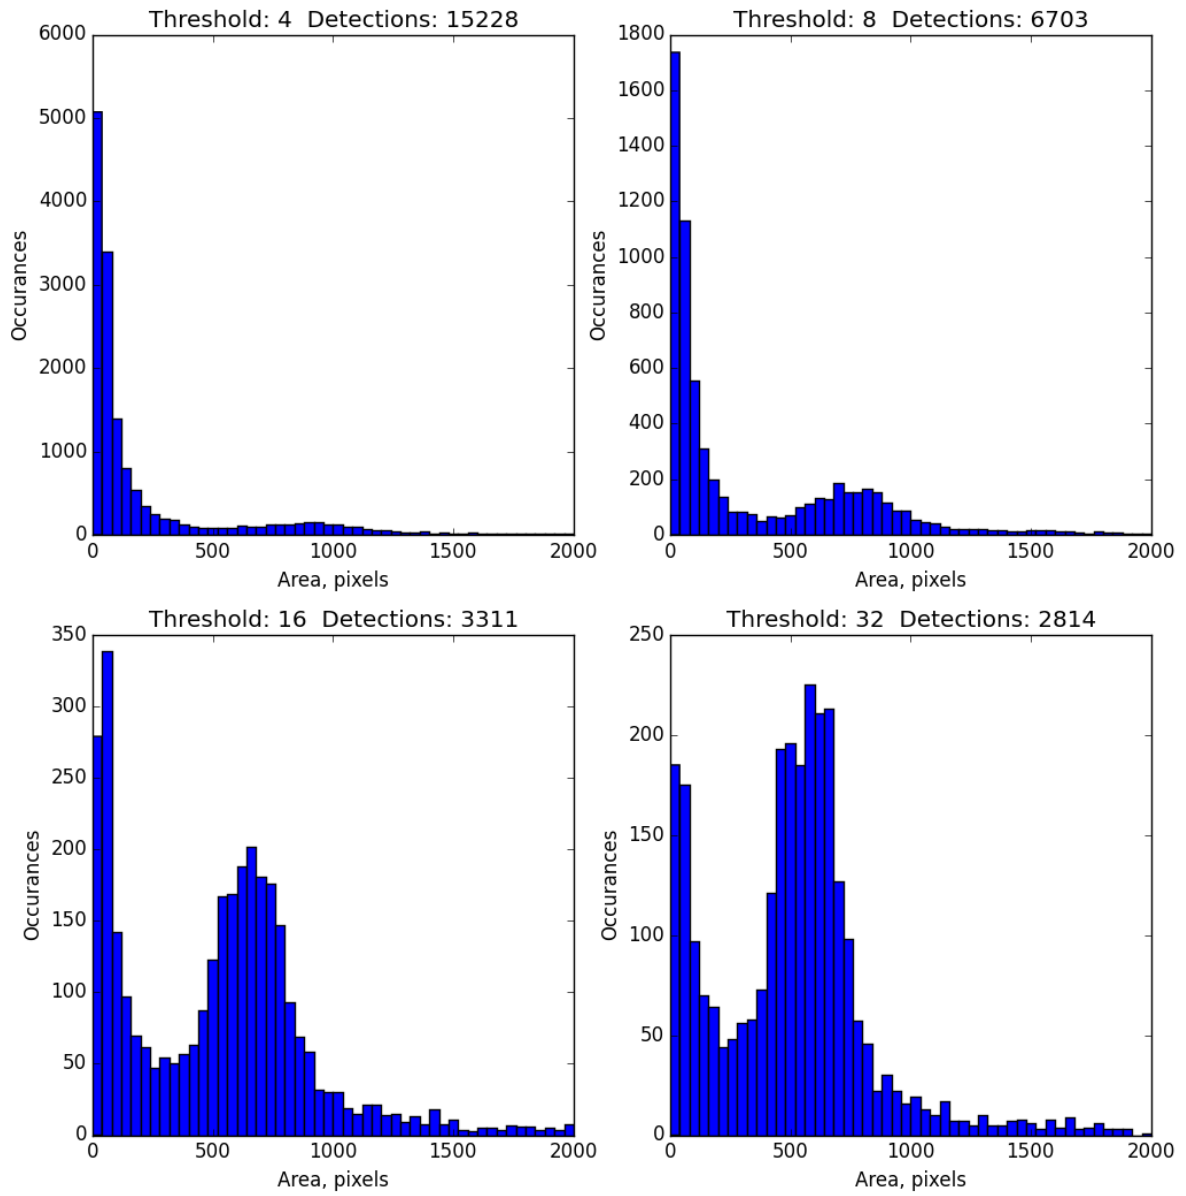 Threshold: 4  Detections: 15228
6000
5000
4000
3000
2000
1000
0
Occurances
0 500 1000 1500 2000
Area, pixels
Threshold: 8  Detections: 6703
1800
1600
1400
1200
1000
800
600
400
200
0
Occurances
0 500 1000 1500 2000
Area, pixels
Threshold: 16  Detections: 3311
350
300
250
200
150
100
50
0
Occurances
0 500 1000 1500 2000
Area, pixels
Threshold: 32  Detections: 2814
250
200
150
100
50
0
Occurances
0 500 1000 1500 2000
Area, pixels